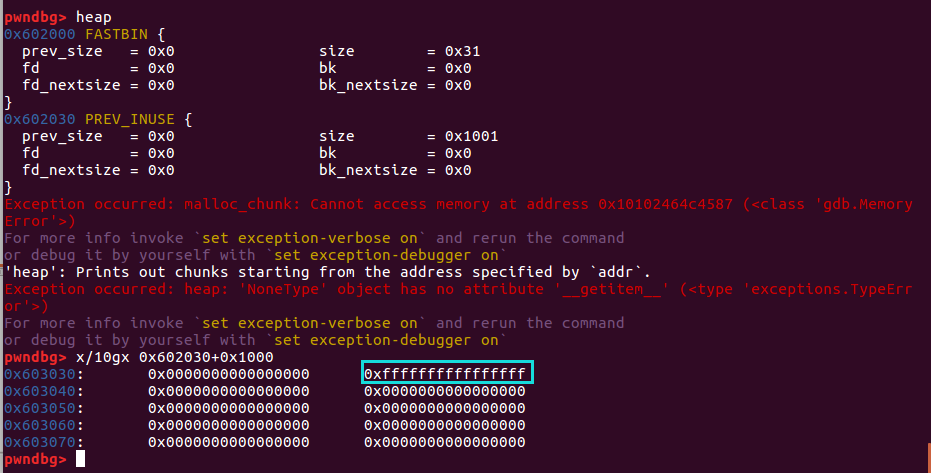 pwndbg> heap
0x602000 FASTBIN {
  prev_size   = 0x0                size        = 0x31
  fd          = 0x0                bk          = 0x0
  fd_nextsize = 0x0                bk_nextsize = 0x0
}
0x602030 PREV_INUSE {
  prev_size   = 0x0                size        = 0x1001
  fd          = 0x0                bk          = 0x0
  fd_nextsize = 0x0                bk_nextsize = 0x0
}
Exception occurred: malloc_chunk: Cannot access memory at address 0x10102464c4587 (<class 'gdb.Memory
Error'>)
For more info invoke `set exception-verbose on` and rerun the command
or debug it by yourself with `set exception-debugger on`
'heap': Prints out chunks starting from the address specified by `addr`.
Exception occurred: heap: 'NoneType' object has no attribute '__getitem__' (<type 'exceptions.TypeErr
or'>)
For more info invoke `set exception-verbose on` and rerun the command
or debug it by yourself with `set exception-debugger on`
pwndbg> x/10gx 0x602030+0x1000
0x603030:       0x0000000000000000      0xffffffffffffffff
0x603040:       0x0000000000000000      0x0000000000000000
0x603050:       0x0000000000000000      0x0000000000000000
0x603060:       0x0000000000000000      0x0000000000000000
0x603070:       0x0000000000000000      0x0000000000000000
pwndbg>